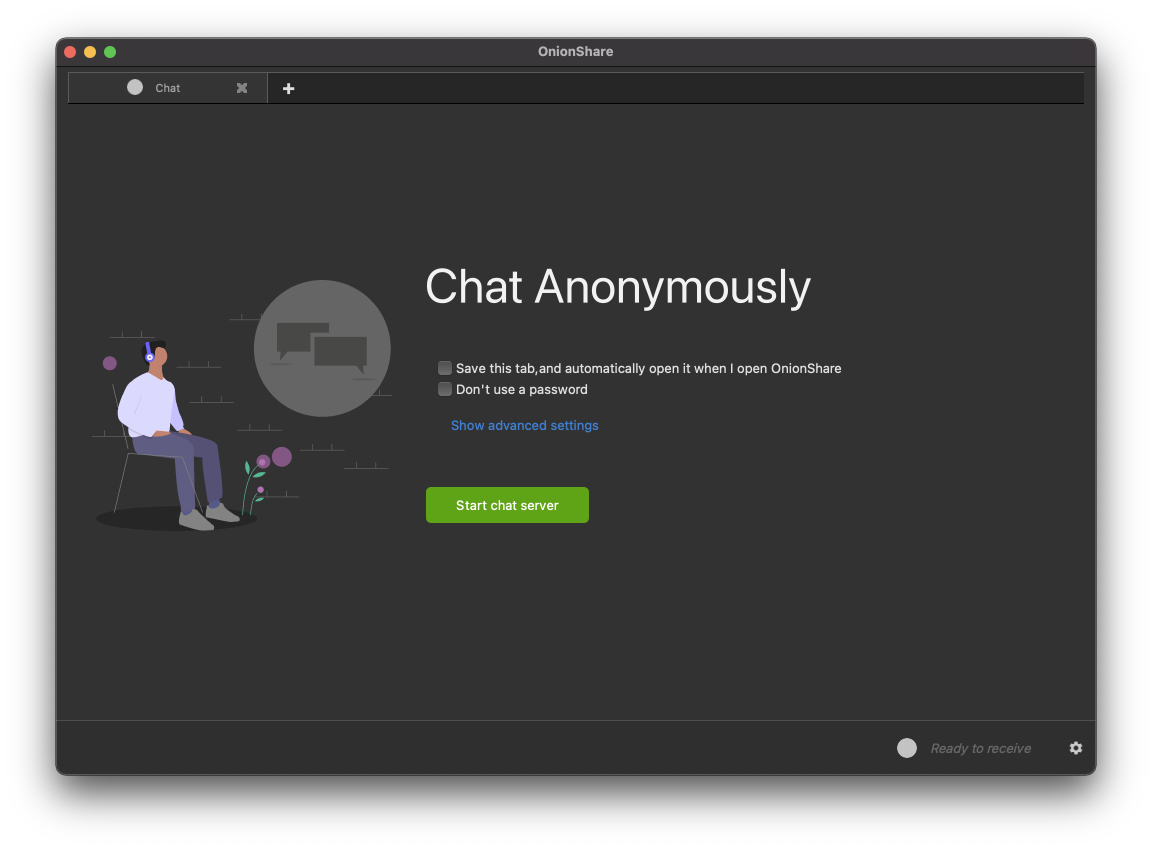 OnionShare
Chat
Chat Anonymously
Save this tab,and automatically open it when I open OnionShare
Don't use a password
Show advanced settings
Start chat server
Ready to receive